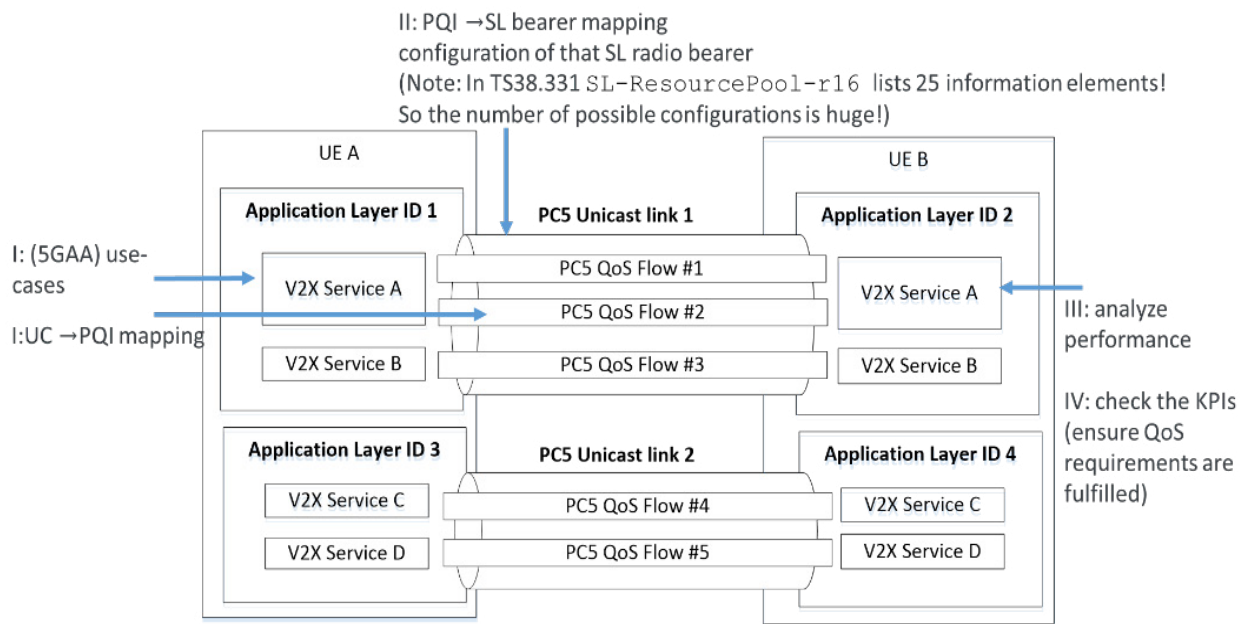 II: PQI →SL bearer mapping
configuration of that SL radio bearer
(Note: In TS38.331 SL-ResourcePool-r16 lists 25 information elements!
So the number of possible configurations is huge!)
UE A
UE B
Application Layer ID 1
PC5 Unicast link 1
Application Layer ID 2
I: (5GAA) use-
cases
V2X Service A
PC5 QoS Flow #1
V2X Service A
I:UC →PQI mapping
PC5 QoS Flow #2
III: analyze
performance
V2X Service B
PC5 QoS Flow #3
V2X Service B
IV: check the KPIs
(ensure QoS
requirements are
fulfilled)
Application Layer ID 3
PC5 Unicast link 2
Application Layer ID 4
V2X Service C
PC5 QoS Flow #4
V2X Service C
V2X Service D
PC5 QoS Flow #5
V2X Service D